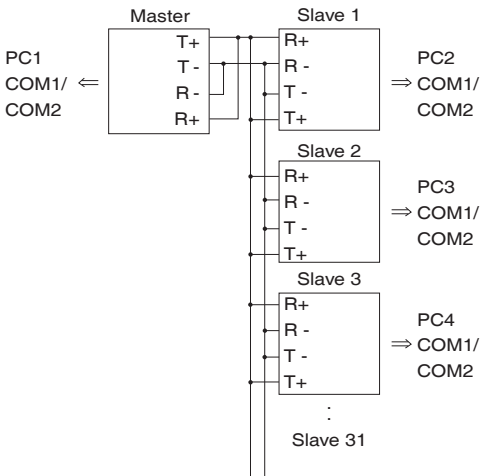 Master
PC1
COM1/
COM2
⇐
T+
T -
R -
R+
Slave 1
R+
R -
T -
T+
⇒
PC2
COM1/
COM2
Slave 2
R+
R -
T -
T+
⇒
PC3
COM1/
COM2
Slave 3
R+
R -
T -
T+
⇒
PC4
COM1/
COM2
:
Slave 31